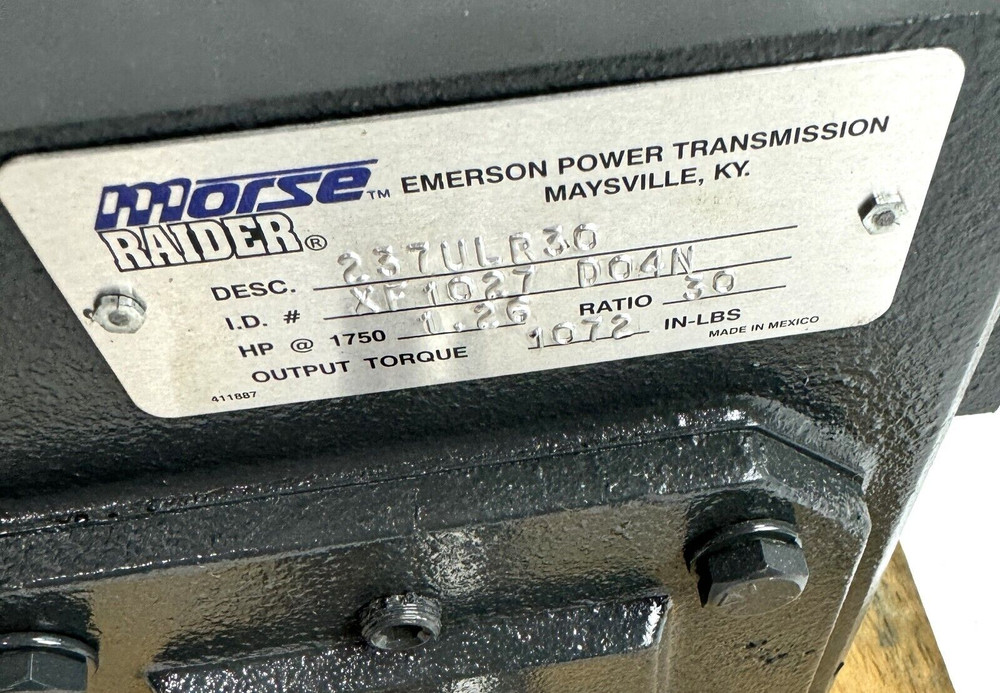 morse™ EMERSON POWER TRANSMISSION
RAIDER® MAYSVILLE, KY.
DESC. 237ULR30
I.D. # XF1027 D04N
HP @ 1750 1.26 RATIO 30
OUTPUT TORQUE 1072 IN-LBS
411887 MADE IN MEXICO